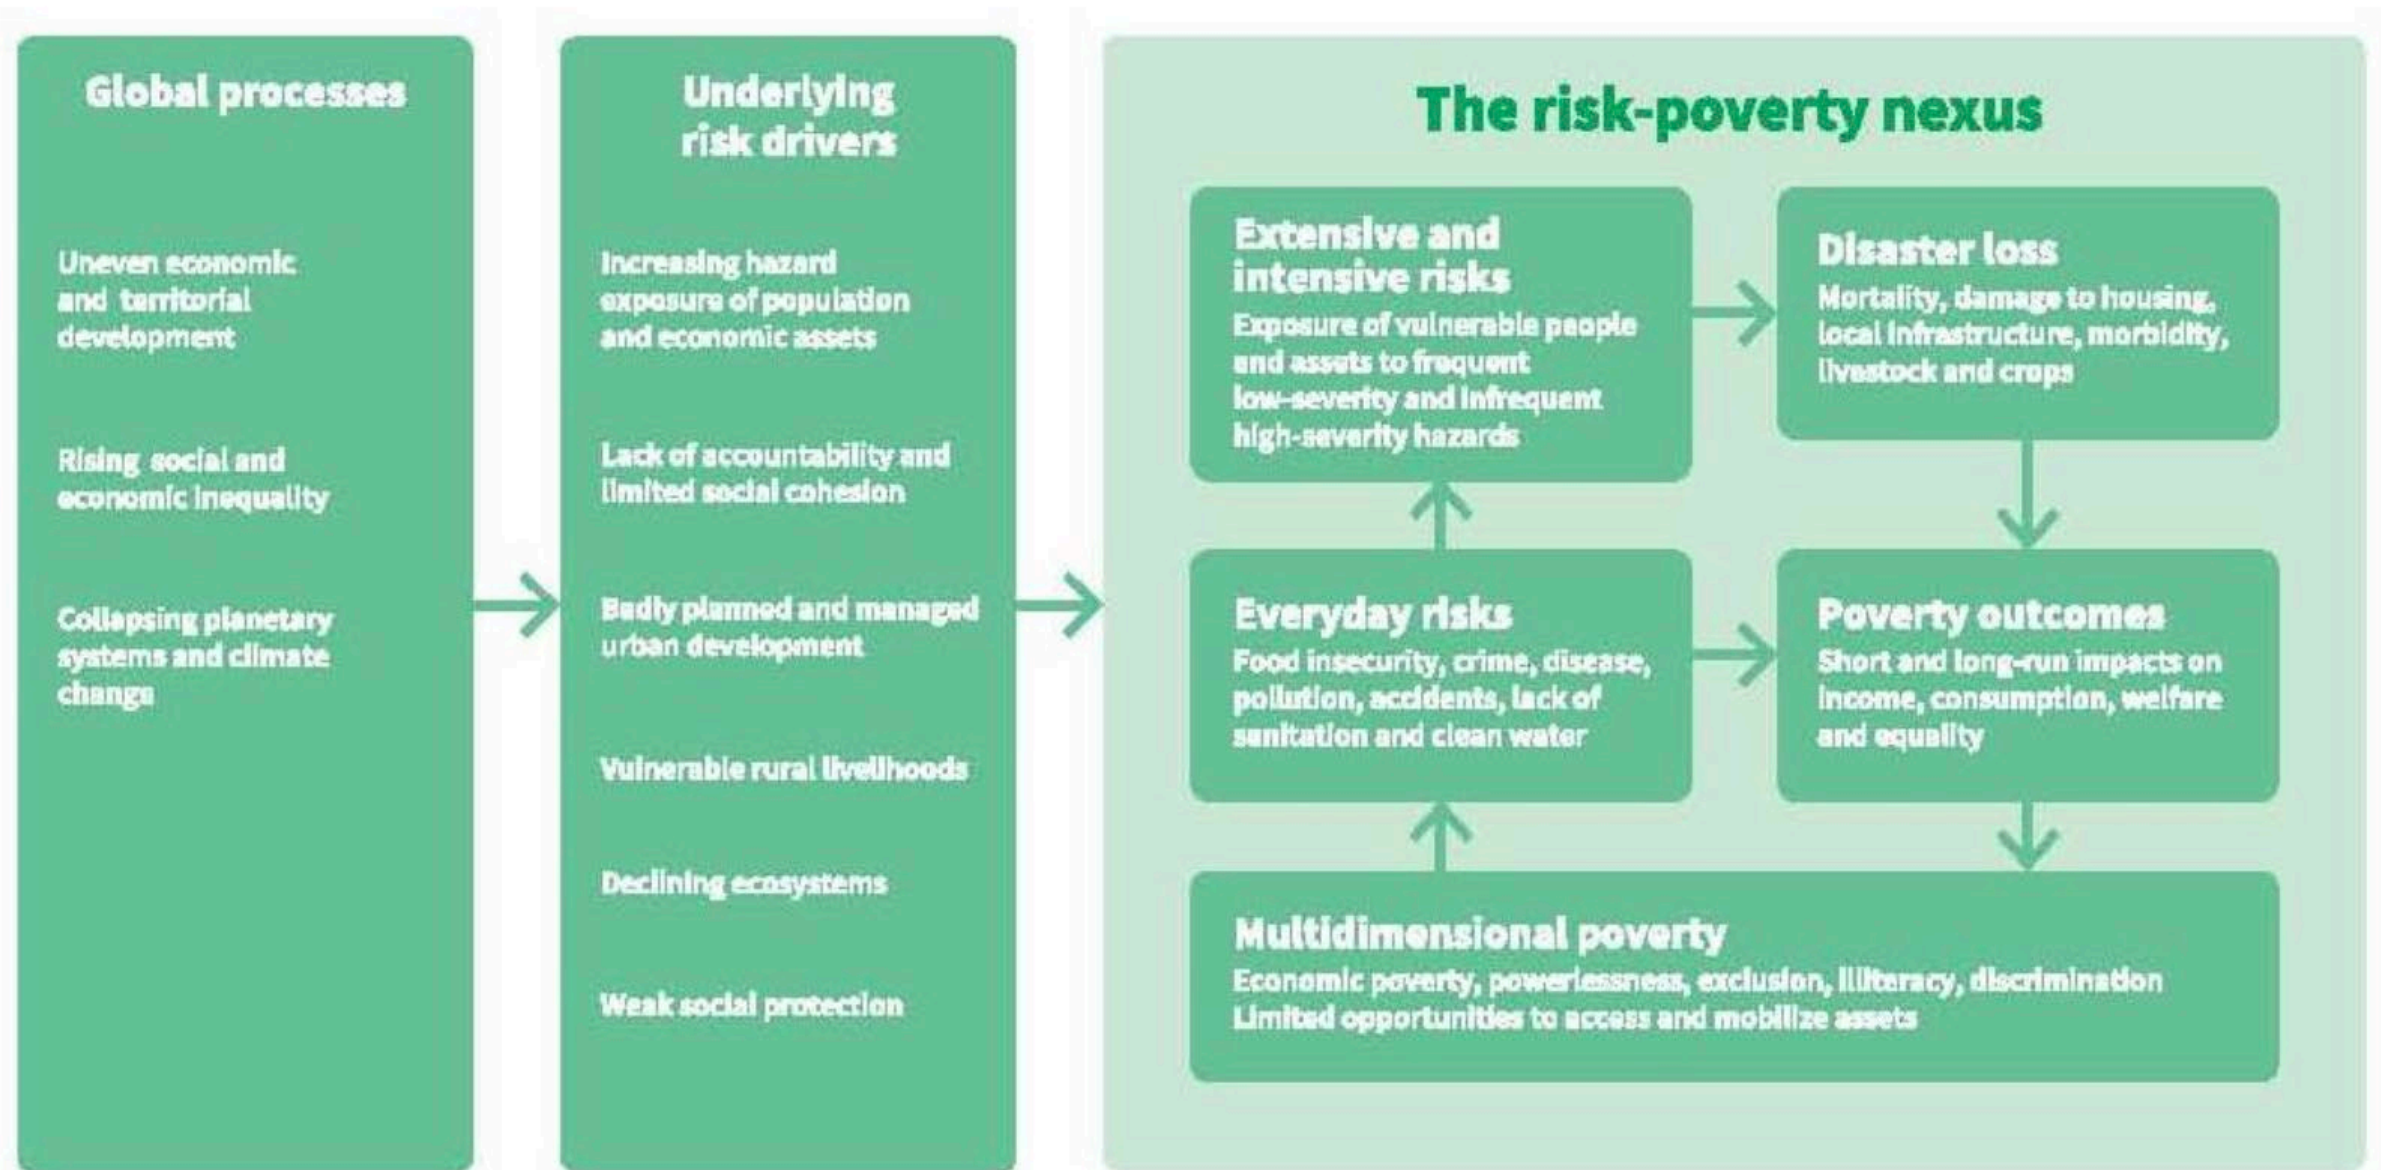 Global processes
Uneven economic
and territorial
development
Rising social and
economic inequality
Collapsing planetary
systems and climate
change
Underlying
risk drivers
Increasing hazard
exposure of population
and economic assets
Lack of accountability and
limited social cohesion
Badly planned and managed
urban development
Vulnerable rural livelihoods
Declining ecosystems
Weak social protection
The risk-poverty nexus
Extensive and
intensive risks
Exposure of vulnerable people
and assets to frequent
low-severity and infrequent
high-severity hazards
Disaster loss
Mortality, damage to housing,
local infrastructure, morbidity,
livestock and crops
Everyday risks
Food insecurity, crime, disease,
pollution, accidents, lack of
sanitation and clean water
Poverty outcomes
Short and long-run impacts on
income, consumption, welfare
and equality
Multidimensional poverty
Economic poverty, powerlessness, exclusion, illiteracy, discrimination
Limited opportunities to access and mobilize assets